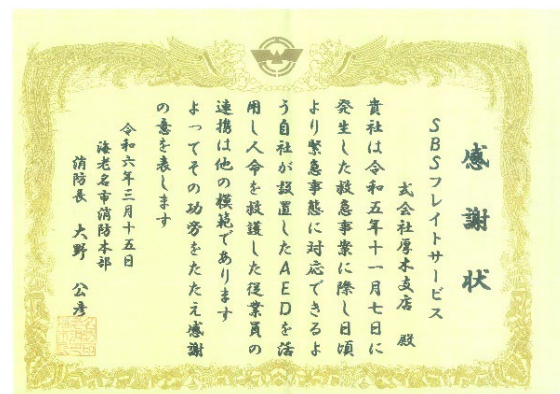 感謝状
SBSフレイトサービス
式会社厚木支店 殿
貴社は令和五年十一月七日に
発生した救急事業に際し日頃
より緊急事態に対応できるよ
う自社が設置したAEDを活
用し人命を救護した従業員の
連携は他の模範であります
よってその功労をたたえ感謝
の意を表します
令和六年三月十五日
海老名市消防本部
消防長 大野 公彦